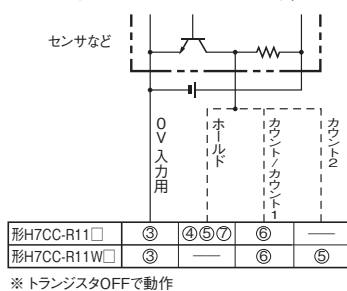 センサなど
0V入力用
ホールド
カウント/カウント1
カウント2
形H7CC-R11□ ③ ④⑤⑦ ⑥ ―
形H7CC-R11W□ ③ ― ⑥ ⑤
※ トランジスタOFFで動作